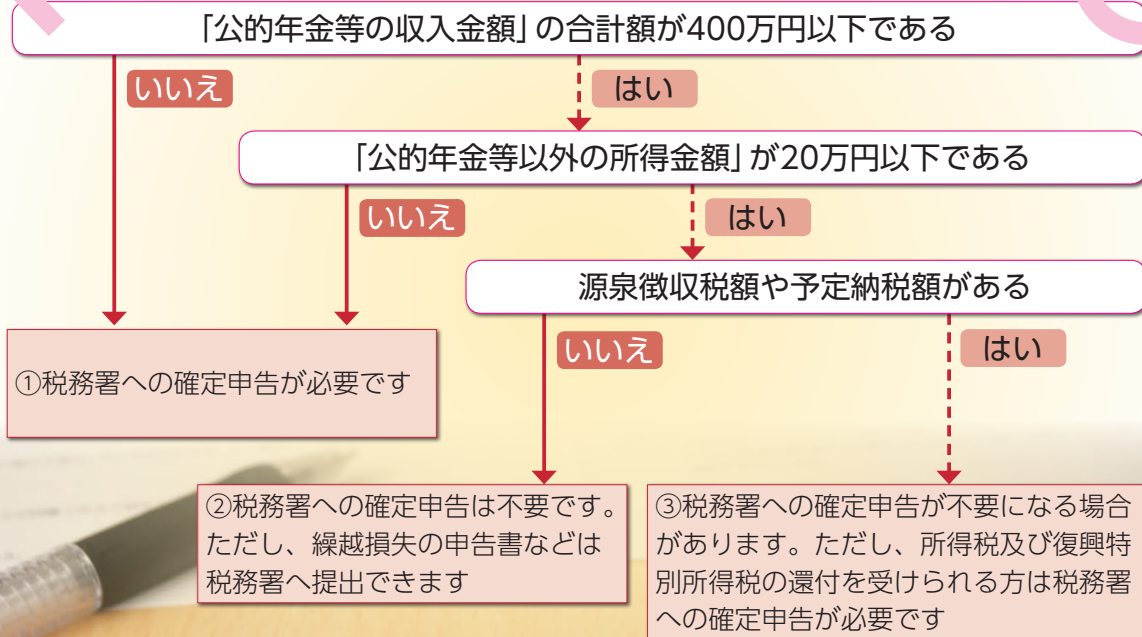 「公的年金等の収入金額」の合計額が400万円以下である
いいえ
はい
「公的年金等以外の所得金額」が20万円以下である
いいえ
はい
源泉徴収税額や予定納税額がある
いいえ
はい
①税務署への確定申告が必要です
②税務署への確定申告は不要です。
ただし、繰越損失の申告書などは
税務署へ提出できます
③税務署への確定申告が不要になる場合
があります。ただし、所得税及び復興特
別所得税の還付を受けられる方は税務署
への確定申告が必要です